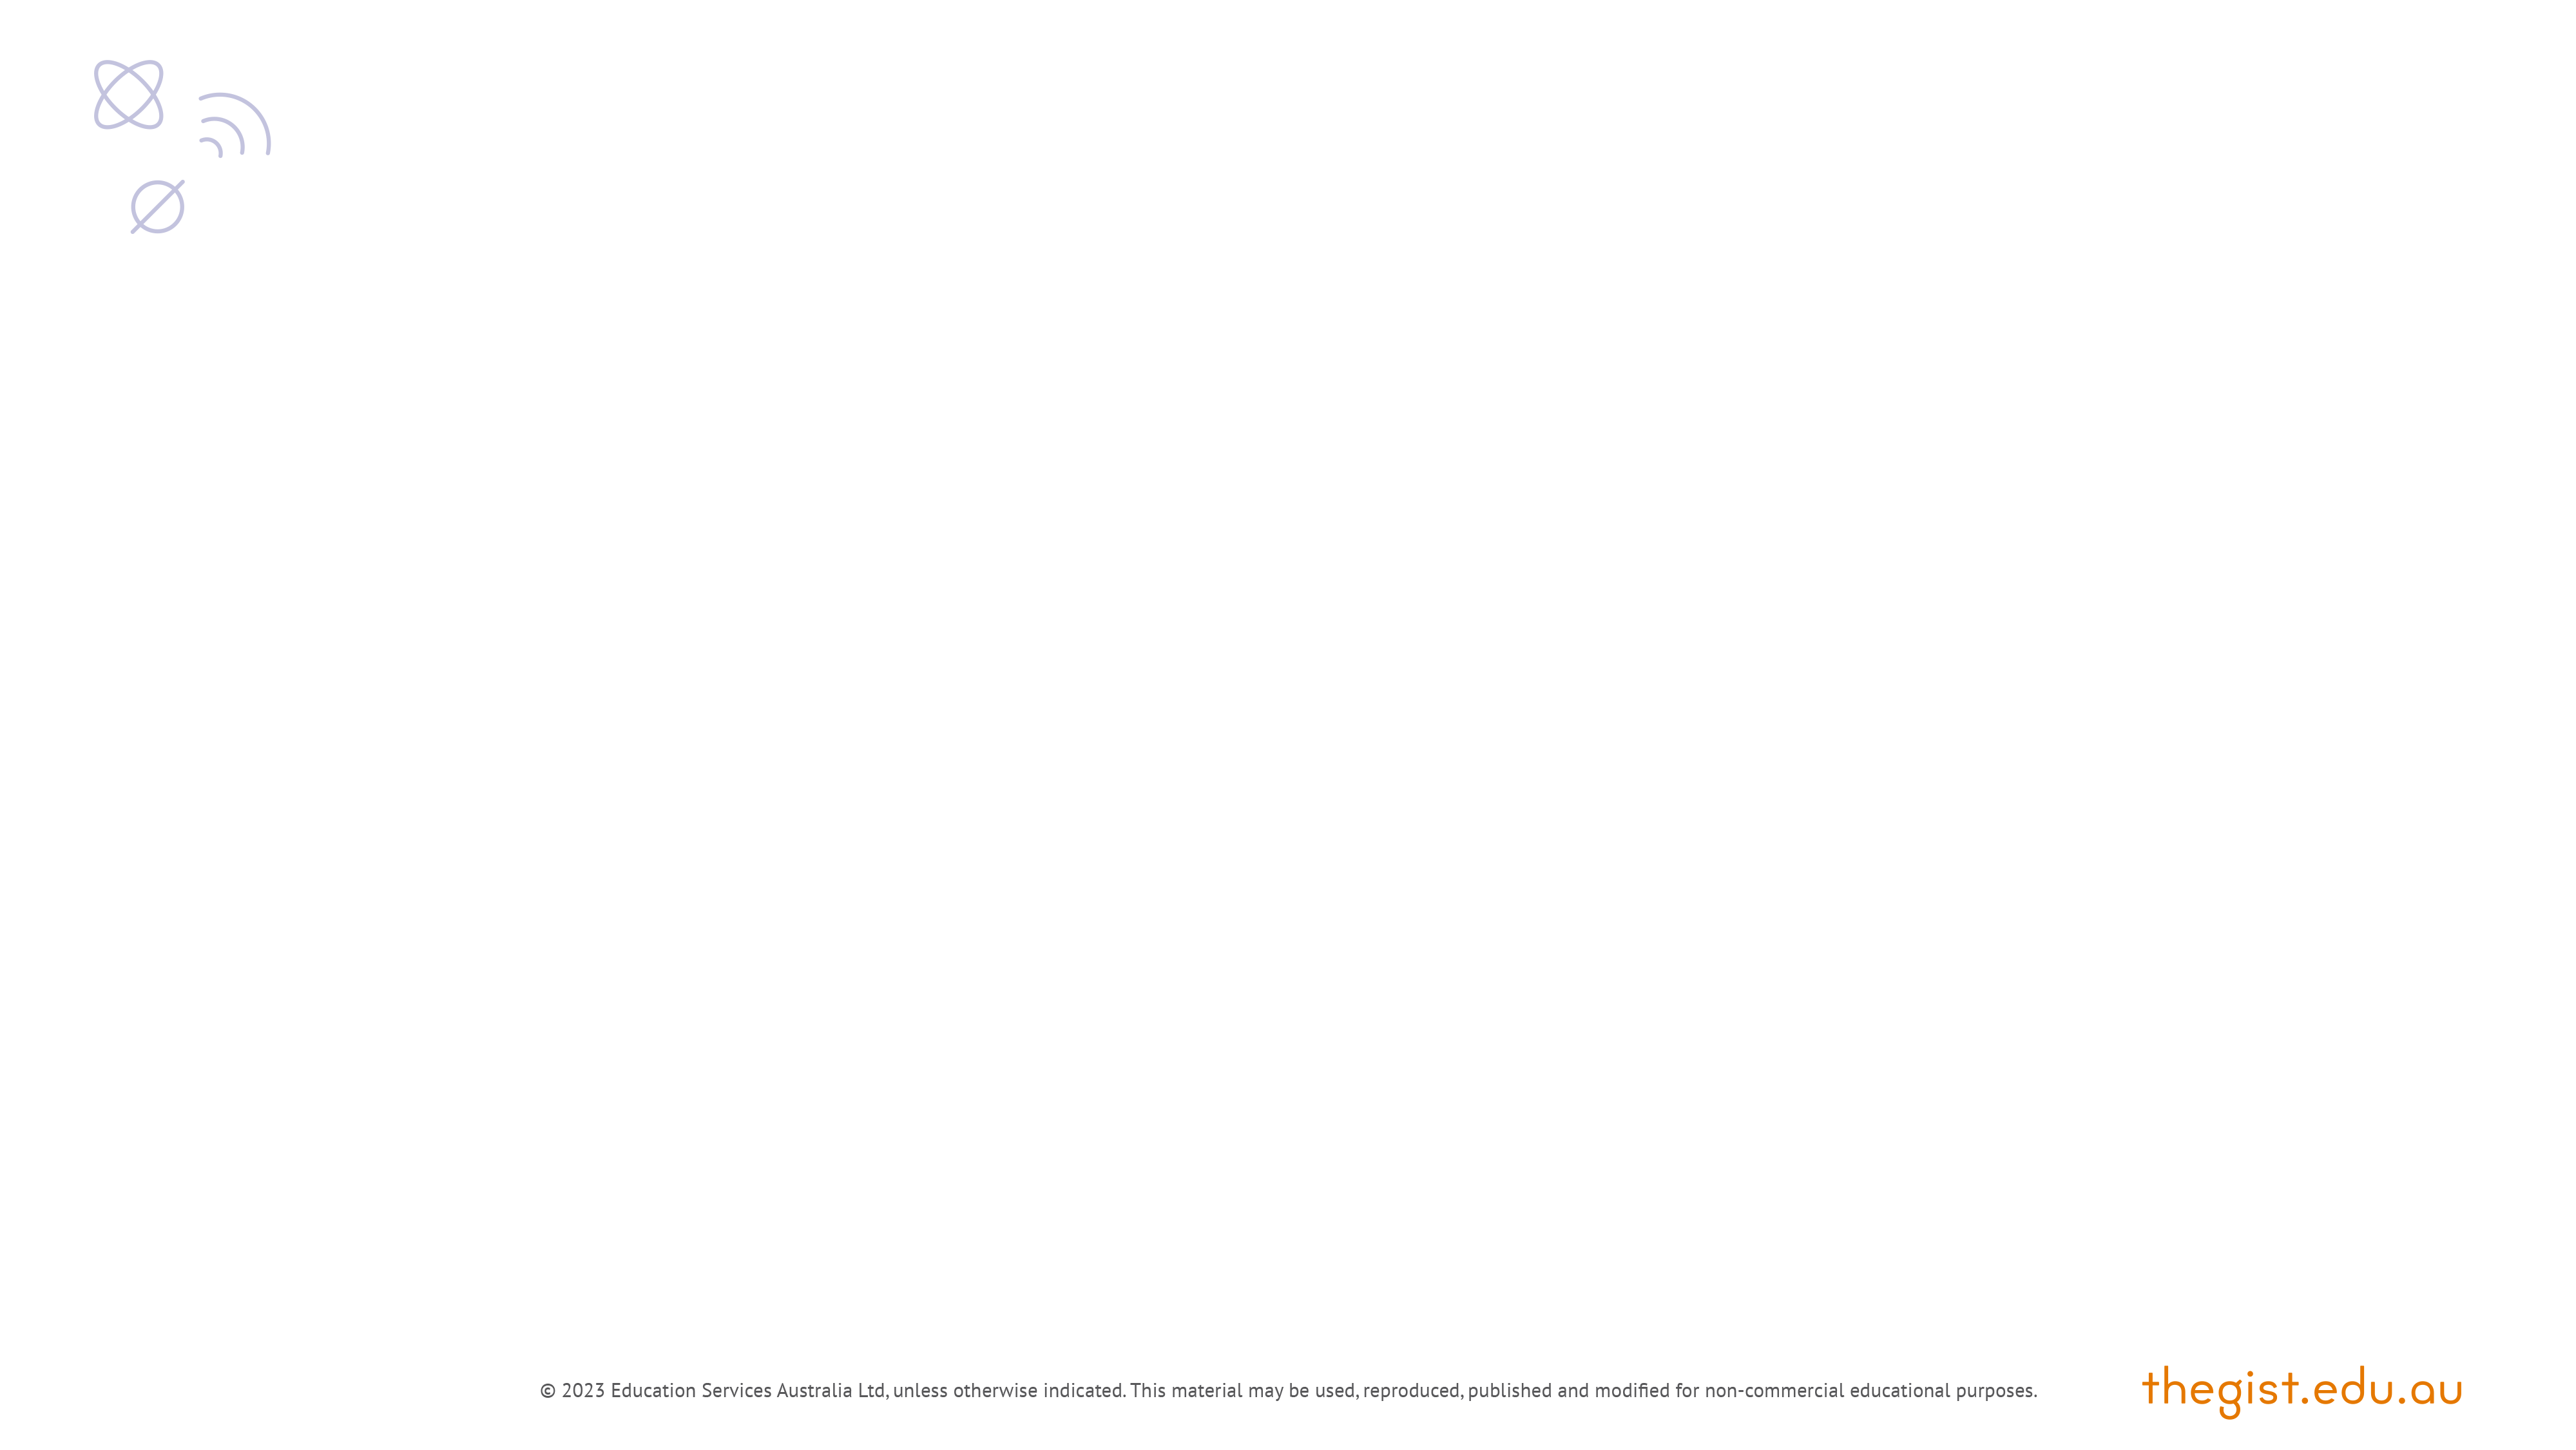 © 2023 Education Services Australia Ltd, unless otherwise indicated. This material may be used, reproduced, published and modified for non-commercial educational purposes.
thegist.edu.au